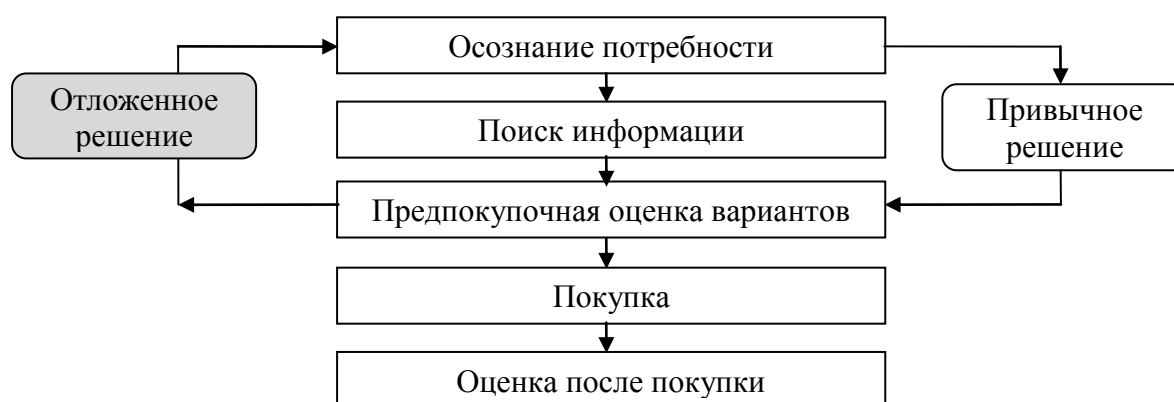 Осознание потребности
Отложенное
решение
Привычное
решение
Поиск информации
Предпокупочная оценка вариантов
Покупка
Оценка после покупки